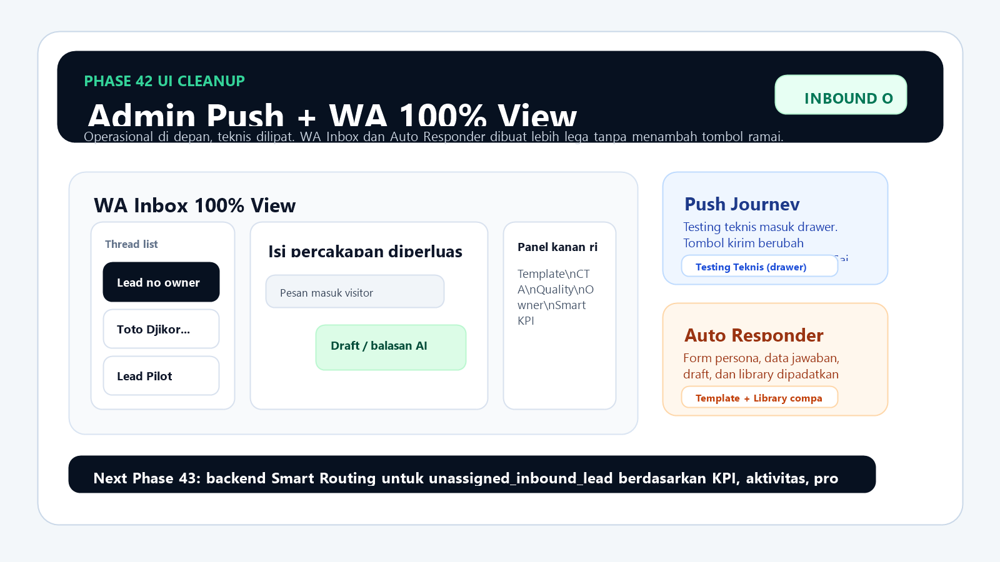 PHASE 42 UI CLEANUP
INBOUND O
Admin Push + WA 100% View
Operasional di depan, teknis dilipat. WA Inbox dan Auto Responder dibuat lebih lega tanpa menambah tombol ramai.
WA Inbox 100% View
Thread list
Lead no owner
Toto Djikor...
Lead Pilot
Isi percakapan diperluas
Pesan masuk visitor
Draft / balasan AI
Panel kanan ri
Template\nCT
A\nQuality\nO
wner\nSmart
KPI
Push Journey
Testing teknis masuk drawer.
Tombol kirim berubah
Testing Teknis (drawer)
Auto Responder
Form persona, data jawaban,
draft, dan library dipadatkan
Template + Library compa
Next Phase 43: backend Smart Routing untuk unassigned_inbound_lead berdasarkan KPI, aktivitas, pro